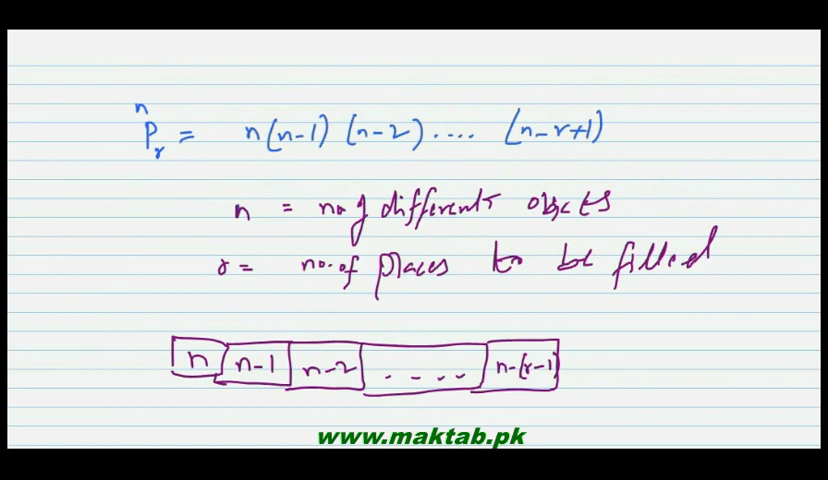 ⁿPᵣ = n(n-1)(n-2)....(n-r+1)
n = no. of different objects
r = no. of places to be filled
n n-1 n-2 .... n-(r-1)
www.maktab.pk